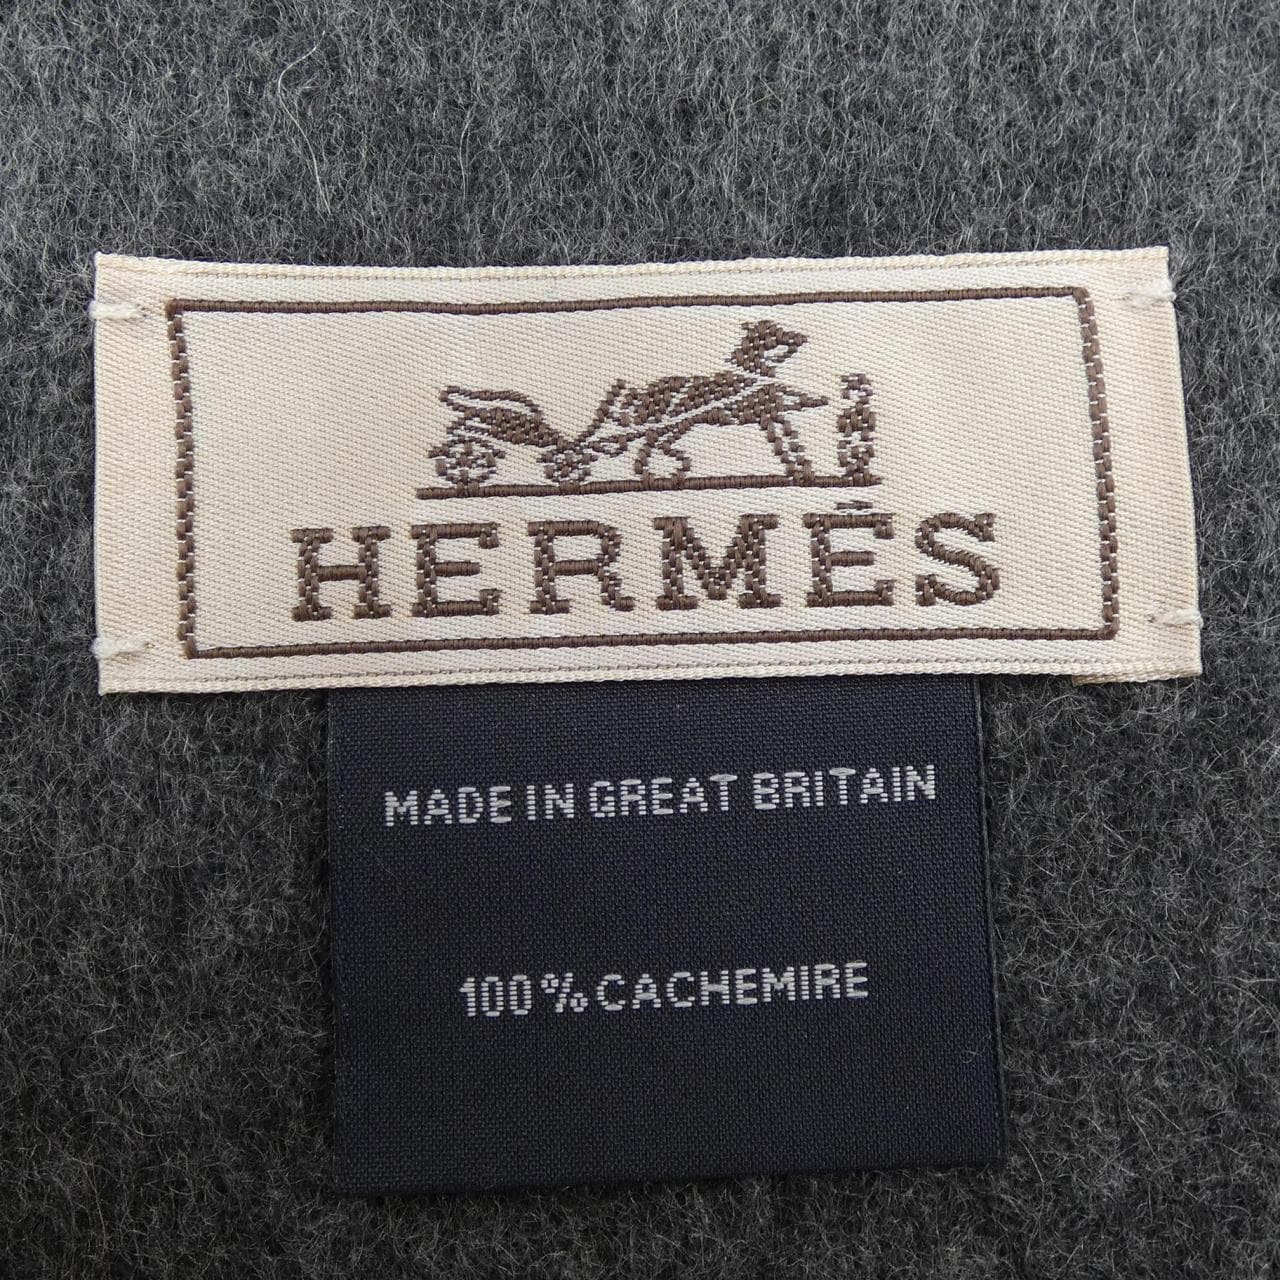 HERMÈS
MADE IN GREAT BRITAIN
100% CACHEMIRE